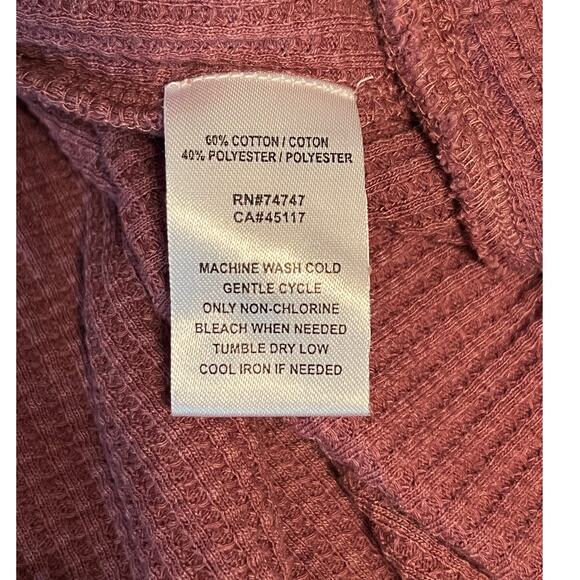 60% COTTON / COTON
40% POLYESTER / POLYESTER
RN#74747
CA#45117
MACHINE WASH COLD
GENTLE CYCLE
ONLY NON-CHLORINE
BLEACH WHEN NEEDED
TUMBLE DRY LOW
COOL IRON IF NEEDED